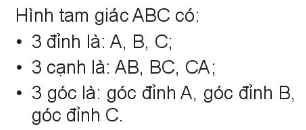 Hình tam giác ABC có:
• 3 đỉnh là: A, B, C;
• 3 cạnh là: AB, BC, CA;
• 3 góc là: góc đỉnh A, góc đỉnh B,
góc đỉnh C.